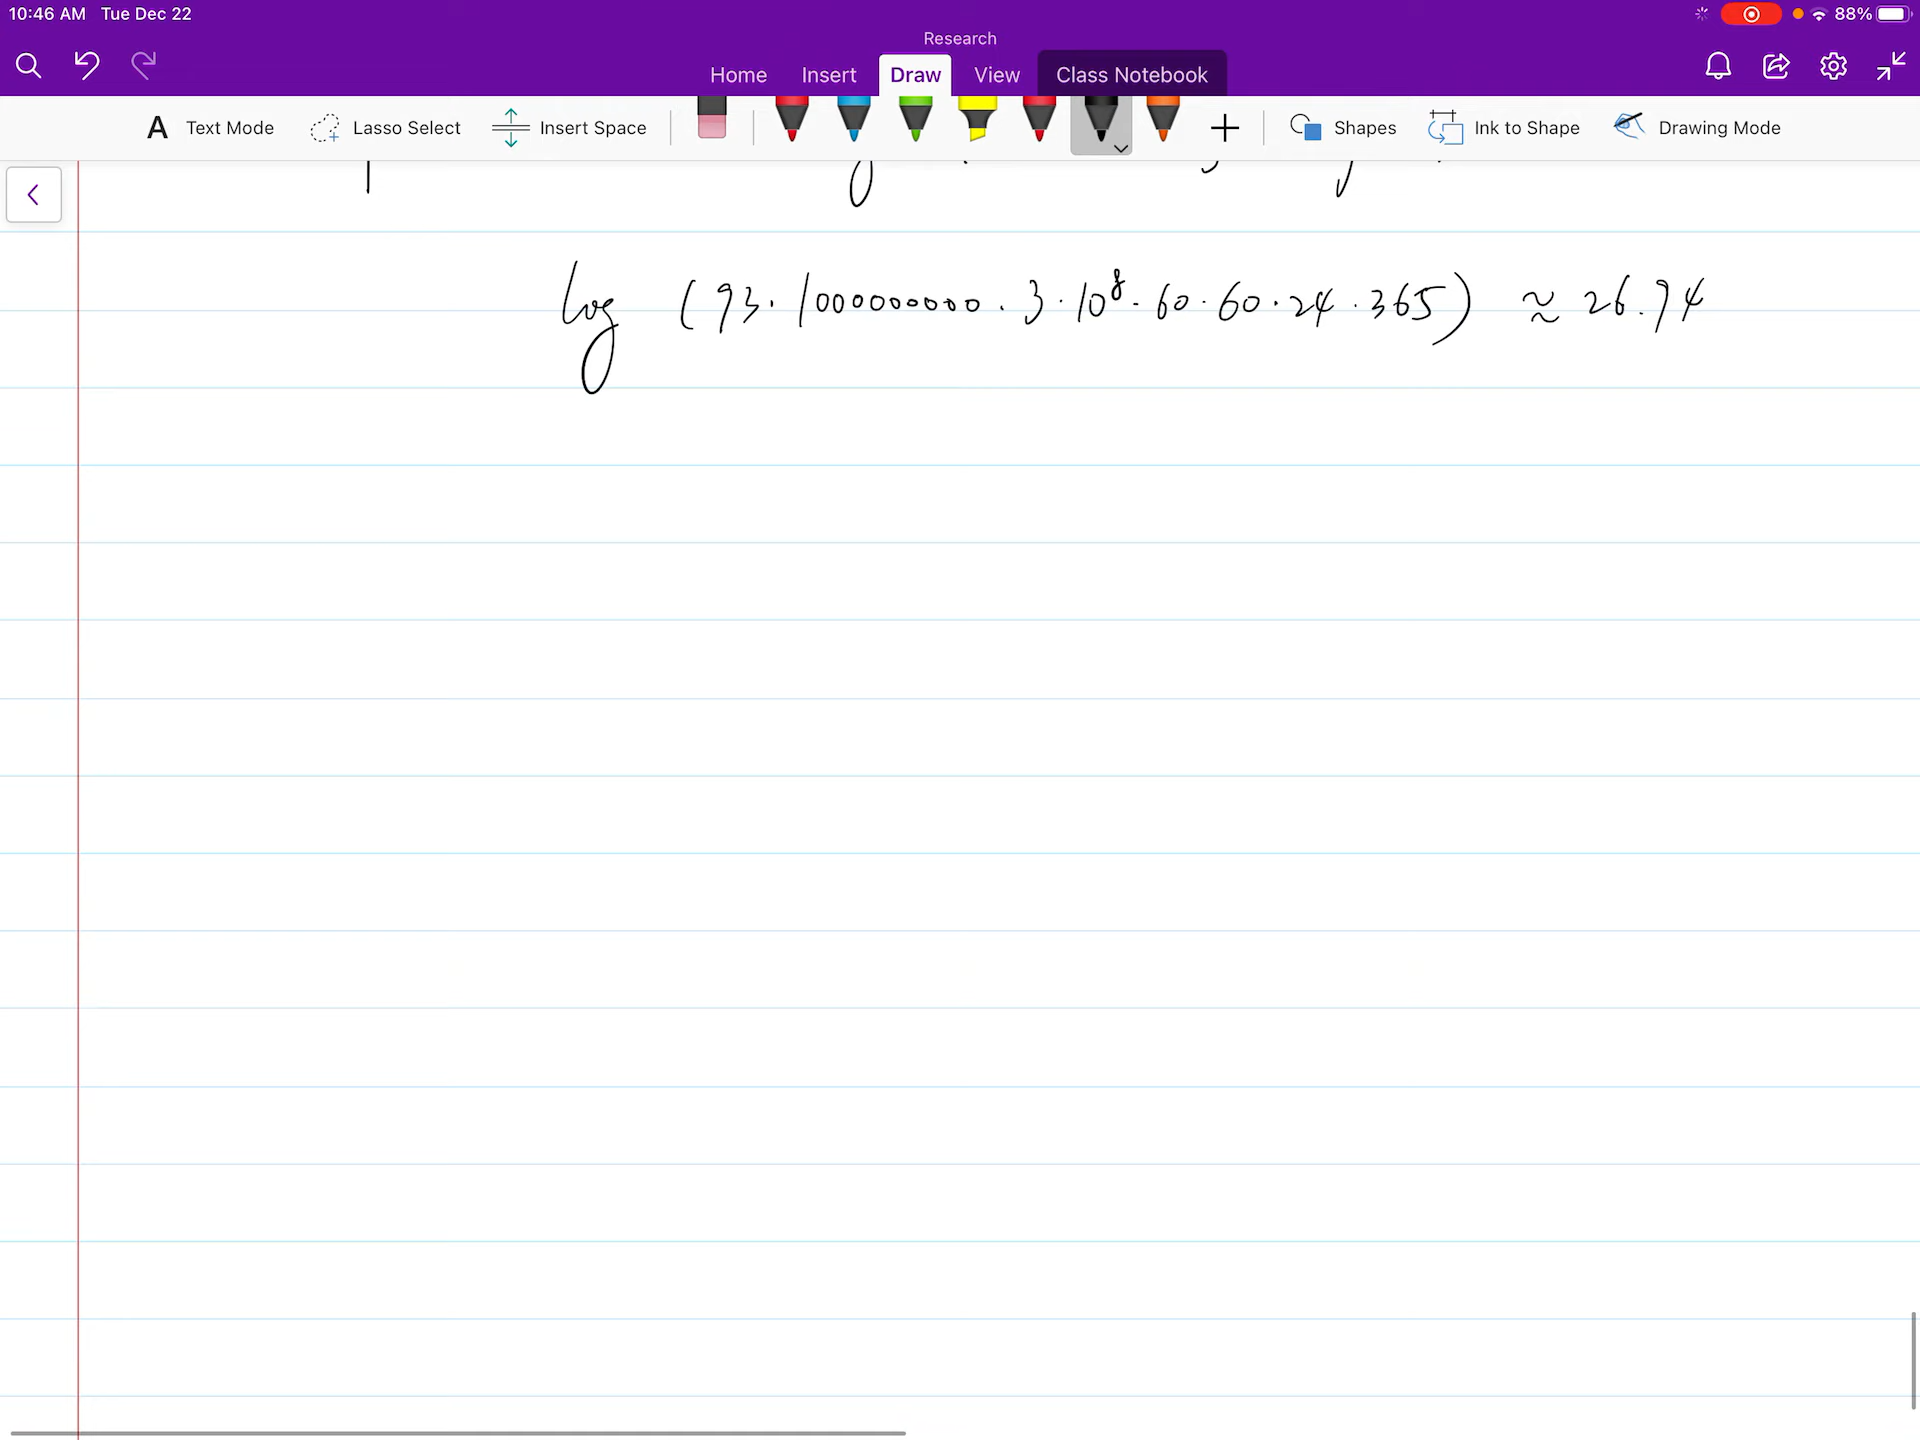 10:46 AM Tue Dec 22
88%
Research
Home Insert Draw View Class Notebook
A Text Mode Lasso Select Insert Space Shapes Ink to Shape Drawing Mode
log (93·1000000000·3·10⁸·60·60·24·365) ≈ 26.94